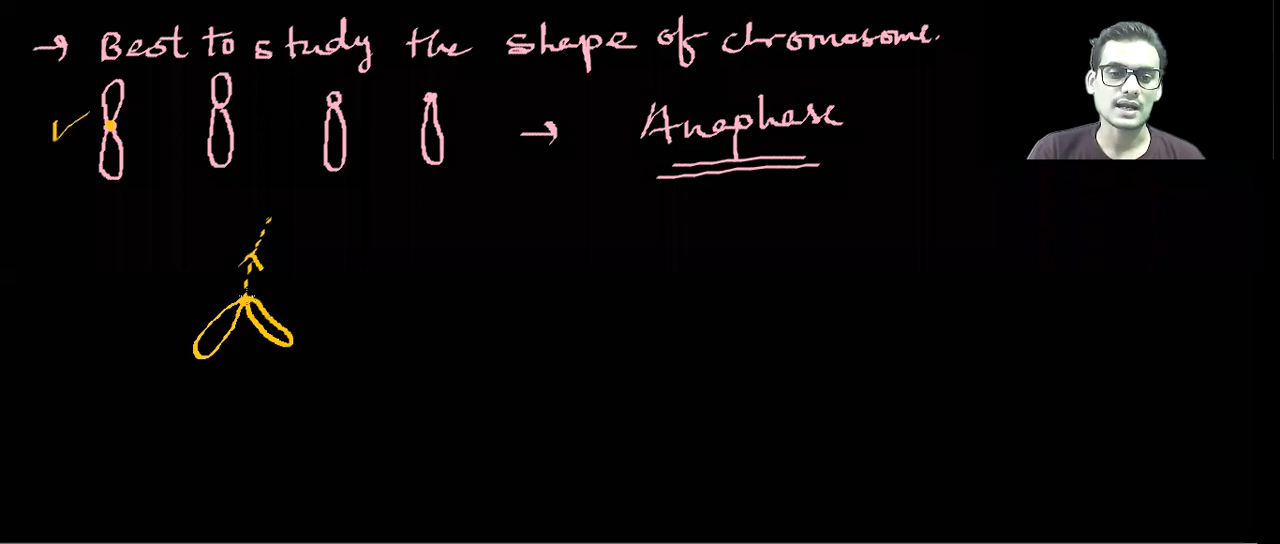 → Best to study the shape of chromosome.
→ Anaphase